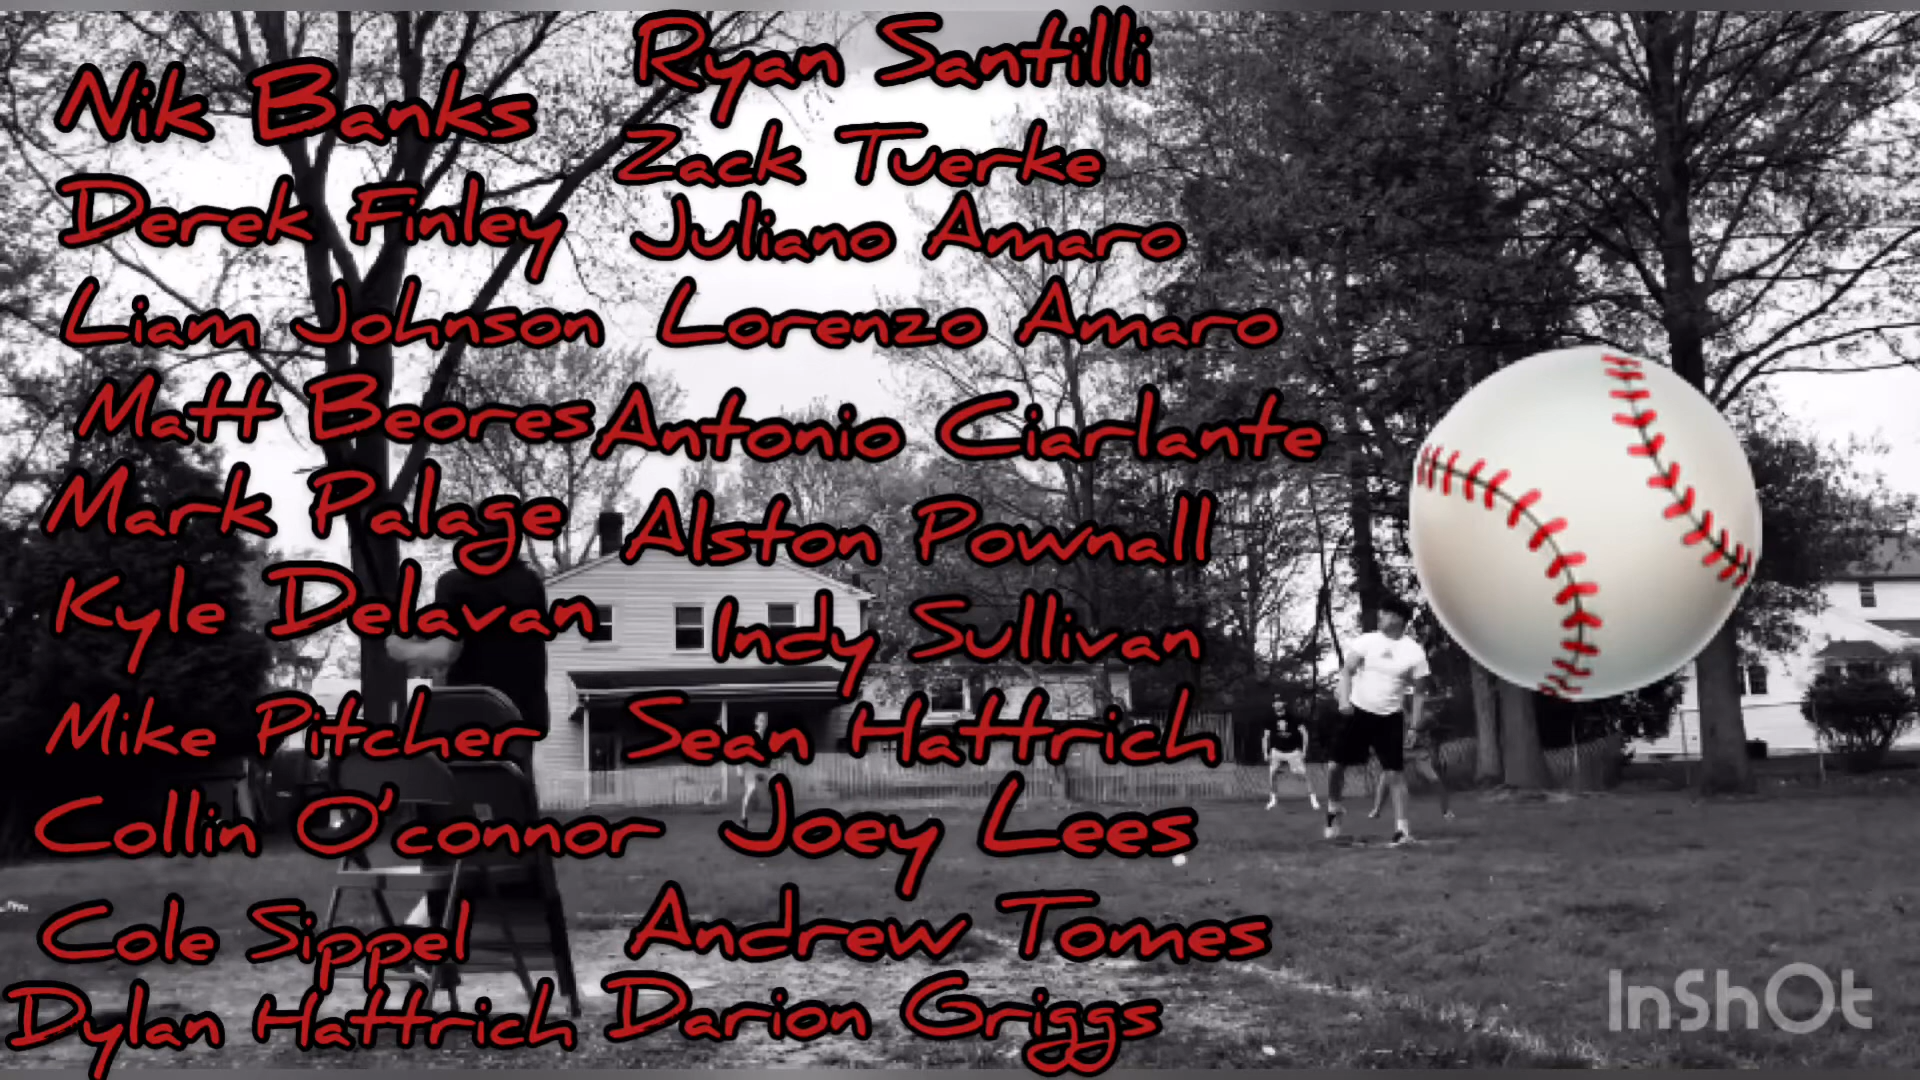 Nik Banks
Derek Finley
Liam Johnson
Matt Beores
Mark Palage
Kyle Delavan
Mike Pitcher
Collin O'connor
Cole Sippel
Dylan Hattrich
Ryan Santilli
Zack Tuerke
Juliano Amaro
Lorenzo Amaro
Antonio Ciarlante
Alston Pownall
Indy Sullivan
Sean Hattrich
Joey Lees
Andrew Tomes
Darion Griggs
InShOt